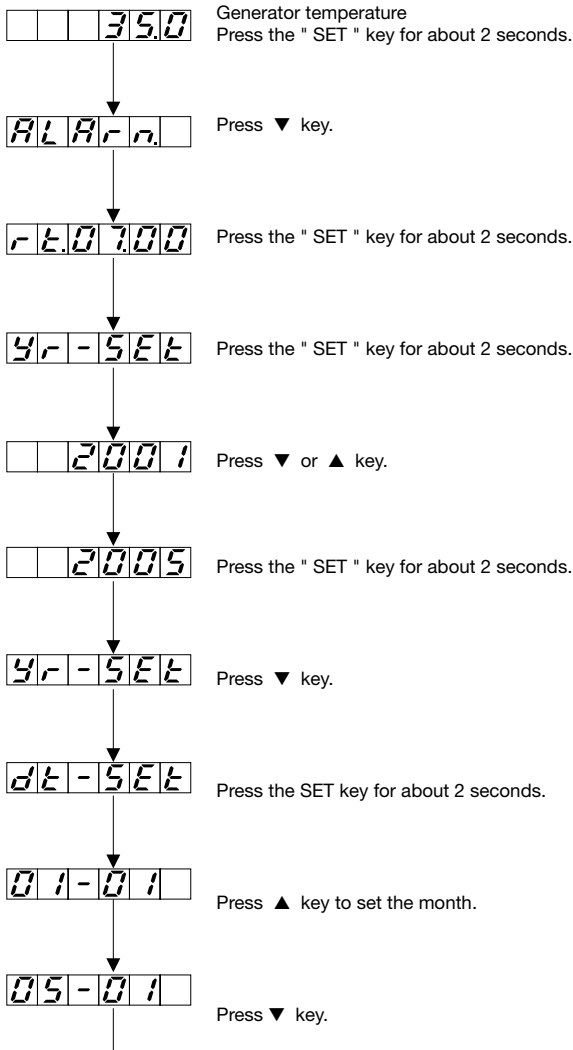 Generator temperature
35.0 Press the " SET " key for about 2 seconds.
ALArn. Press ▼ key.
rt.07.00 Press the " SET " key for about 2 seconds.
Yr-SEt Press the " SET " key for about 2 seconds.
2001 Press ▼ or ▲ key.
2005 Press the " SET " key for about 2 seconds.
Yr-SEt Press ▼ key.
dt-SEt Press the SET key for about 2 seconds.
01-01 Press ▲ key to set the month.
05-01 Press ▼ key.